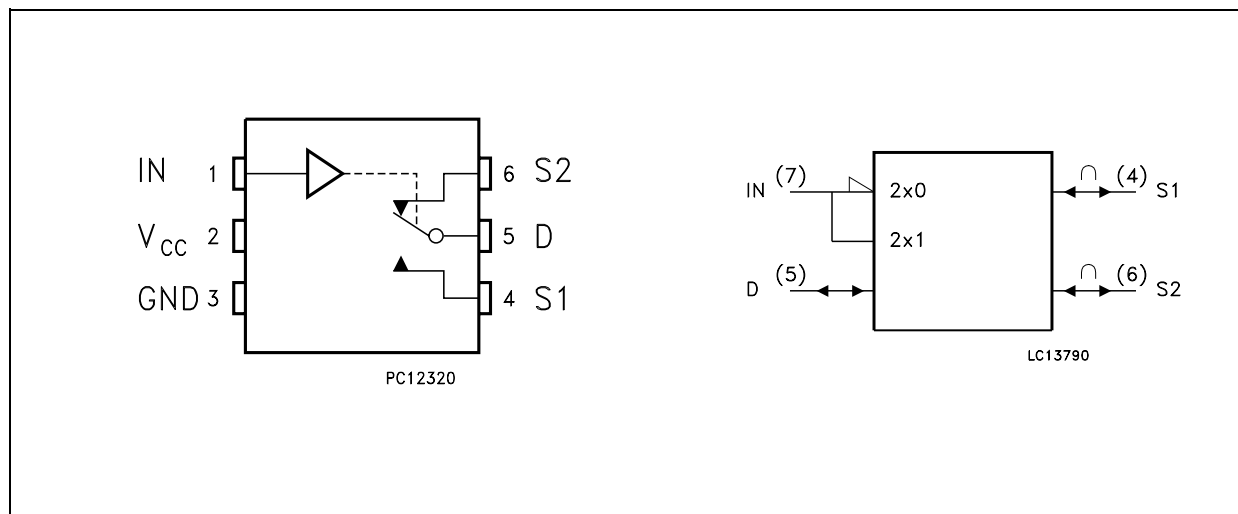 IN 1
6 S2
VCC 2
5 D
GND 3
4 S1
PC12320
IN (7)
2x0
(4) S1
2x1
D (5)
(6) S2
LC13790